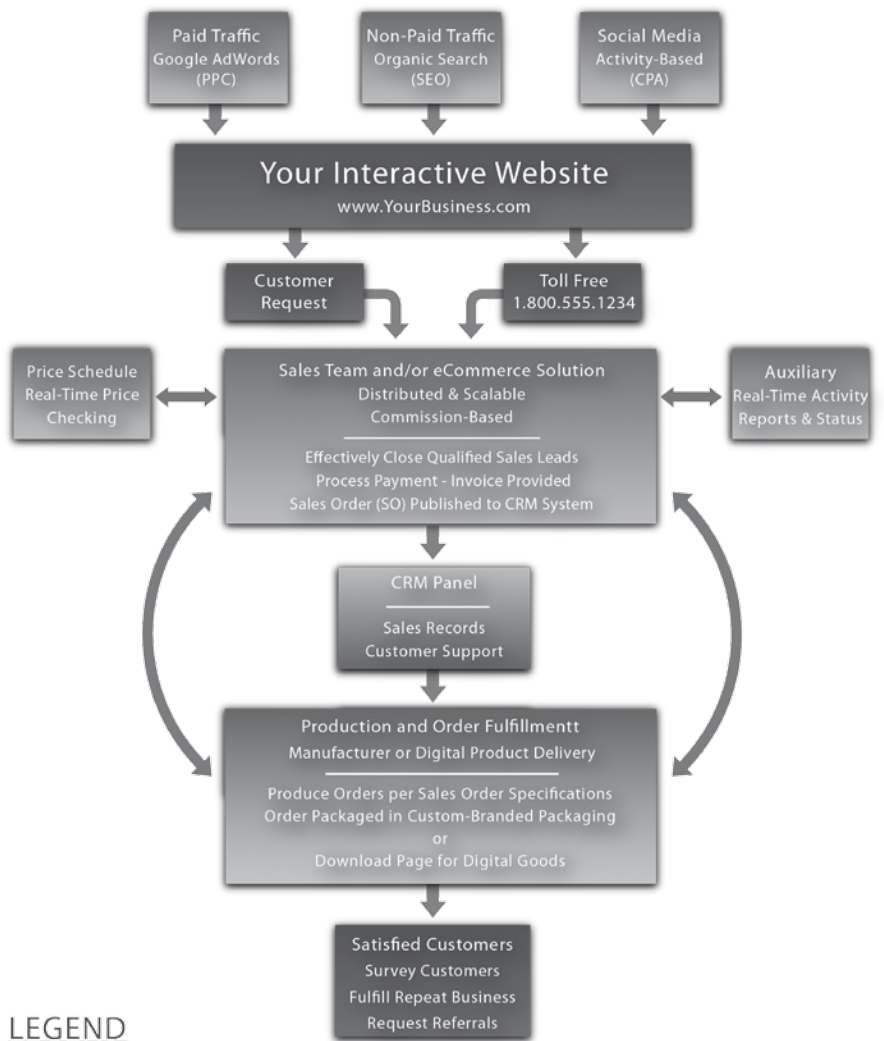 Paid Traffic
Google AdWords
(PPC)
Non-Paid Traffic
Organic Search
(SEO)
Social Media
Activity-Based
(CPA)
Your Interactive Website
www.YourBusiness.com
Customer
Request
Toll Free
1.800.555.1234
Price Schedule
Real-Time Price
Checking
Sales Team and/or eCommerce Solution
Distributed & Scalable
Commission-Based
Effectively Close Qualified Sales Leads
Process Payment - Invoice Provided
Sales Order (SO) Published to CRM System
Auxiliary
Real-Time Activity
Reports & Status
CRM Panel
Sales Records
Customer Support
Production and Order Fulfillmentt
Manufacturer or Digital Product Delivery
Produce Orders per Sales Order Specifications
Order Packaged in Custom-Branded Packaging
or
Download Page for Digital Goods
Satisfied Customers
Survey Customers
Fulfill Repeat Business
Request Referrals
LEGEND